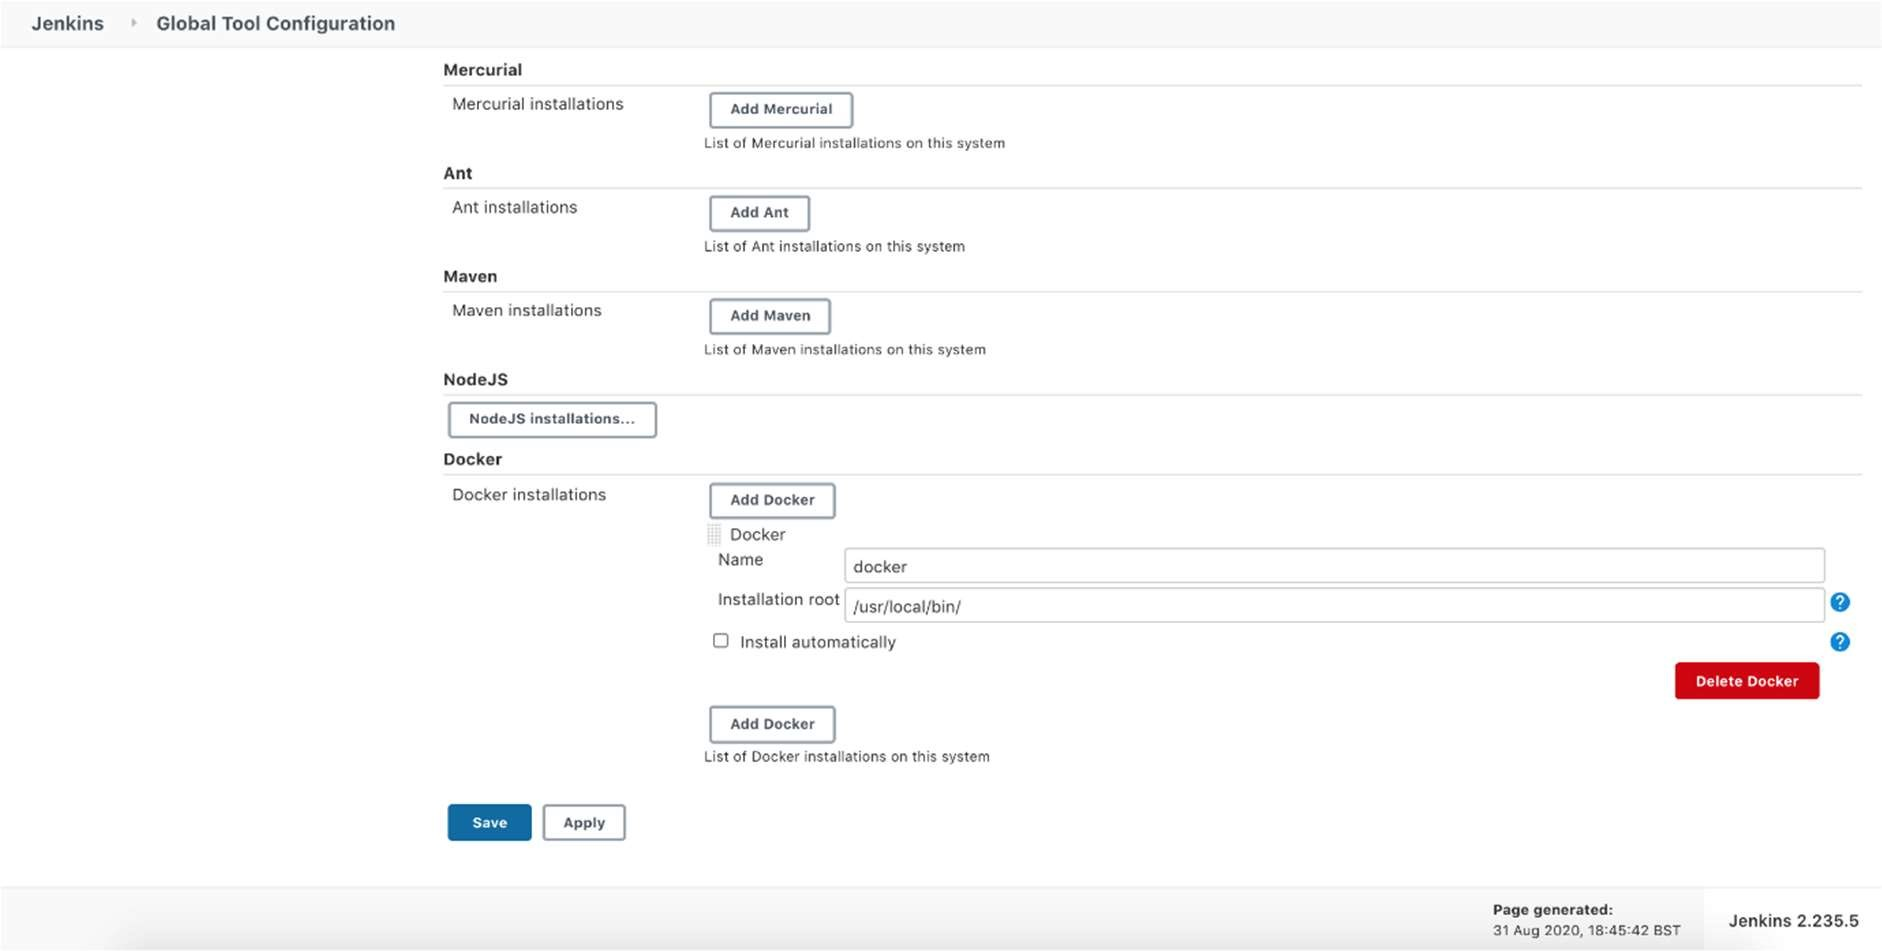 Jenkins Global Tool Configuration
Mercurial
Mercurial installations Add Mercurial
List of Mercurial installations on this system
Ant
Ant installations Add Ant
List of Ant installations on this system
Maven
Maven installations Add Maven
List of Maven installations on this system
NodeJS
NodeJS installations...
Docker
Docker installations Add Docker
Docker
Name docker
Installation root /usr/local/bin/ ?
Install automatically ?
Delete Docker
Add Docker
List of Docker installations on this system
Save Apply
Page generated:
31 Aug 2020, 18:45:42 BST
Jenkins 2.235.5